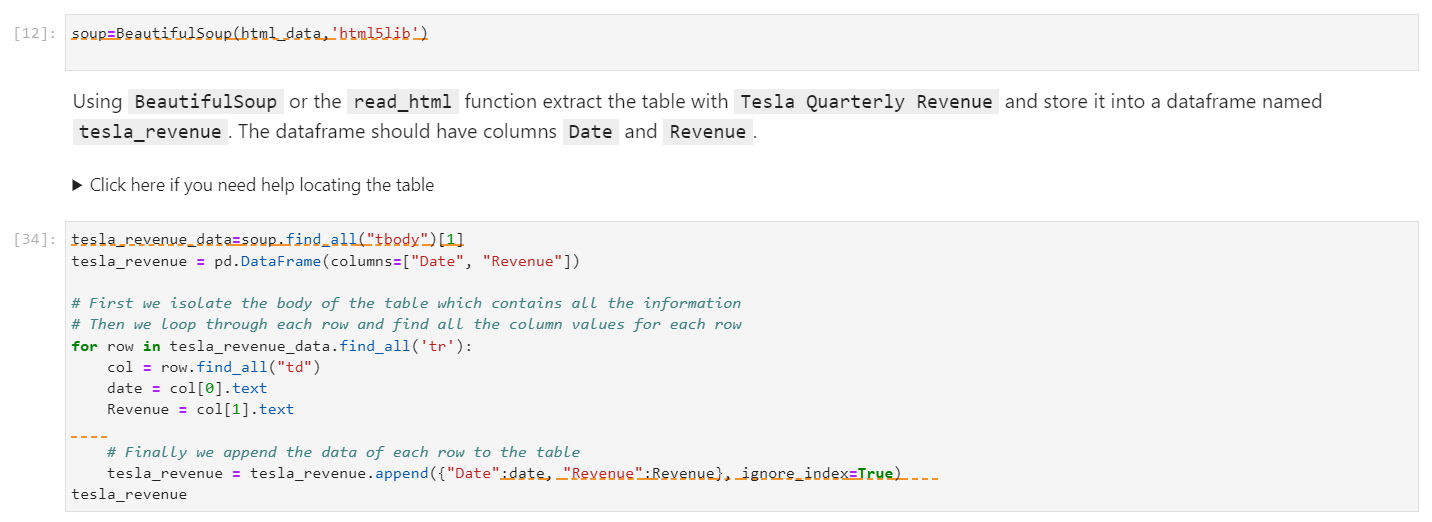 [12]: soup=BeautifulSoup(html_data,'html5lib')
Using BeautifulSoup or the read_html function extract the table with Tesla Quarterly Revenue and store it into a dataframe named
tesla_revenue. The dataframe should have columns Date and Revenue.
▶ Click here if you need help locating the table
[34]: tesla_revenue_data=soup.find_all("tbody")[1]
tesla_revenue = pd.DataFrame(columns=["Date", "Revenue"])
# First we isolate the body of the table which contains all the information
# Then we loop through each row and find all the column values for each row
for row in tesla_revenue_data.find_all('tr'):
    col = row.find_all("td")
    date = col[0].text
    Revenue = col[1].text
    # Finally we append the data of each row to the table
    tesla_revenue = tesla_revenue.append({"Date":date, "Revenue":Revenue}, ignore_index=True)
tesla_revenue